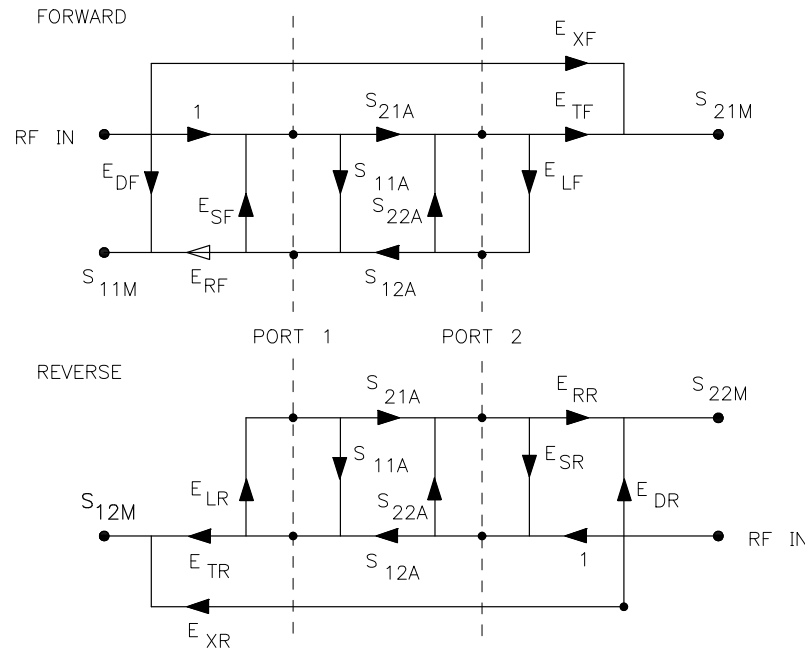 FORWARD
E XF
1
S 21A
E TF
S 21M
RF IN
E DF
S 11A
E LF
E SF
S 22A
S 11M
E RF
S 12A
PORT 1
PORT 2
REVERSE
S 21A
E RR
S 22M
S 11A
E SR
E LR
S 22A
E DR
S 12M
E TR
S 12A
1
RF IN
E XR